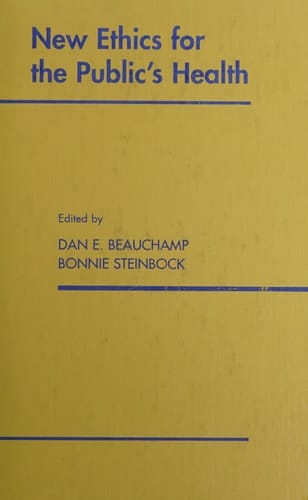 New Ethics for
the Public's Health
Edited by
DAN E. BEAUCHAMP
BONNIE STEINBOCK